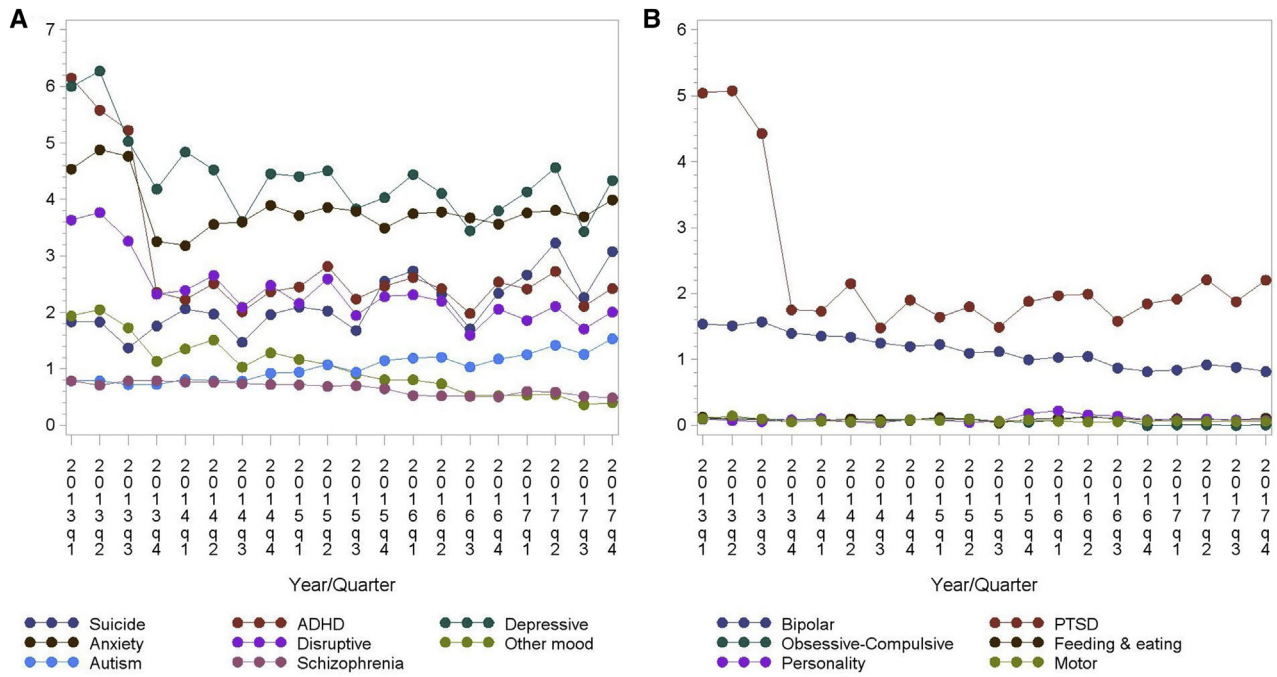 A
7
6
5
4
3
2
1
0
2013q1 2013q2 2013q3 2013q4 2014q1 2014q2 2014q3 2014q4 2015q1 2015q2 2015q3 2015q4 2016q1 2016q2 2016q3 2016q4 2017q1 2017q2 2017q3 2017q4
Year/Quarter
Suicide ADHD Depressive
Anxiety Disruptive Other mood
Autism Schizophrenia
B
6
5
4
3
2
1
0
2013q1 2013q2 2013q3 2013q4 2014q1 2014q2 2014q3 2014q4 2015q1 2015q2 2015q3 2015q4 2016q1 2016q2 2016q3 2016q4 2017q1 2017q2 2017q3 2017q4
Year/Quarter
Bipolar PTSD
Obsessive-Compulsive Feeding & eating
Personality Motor